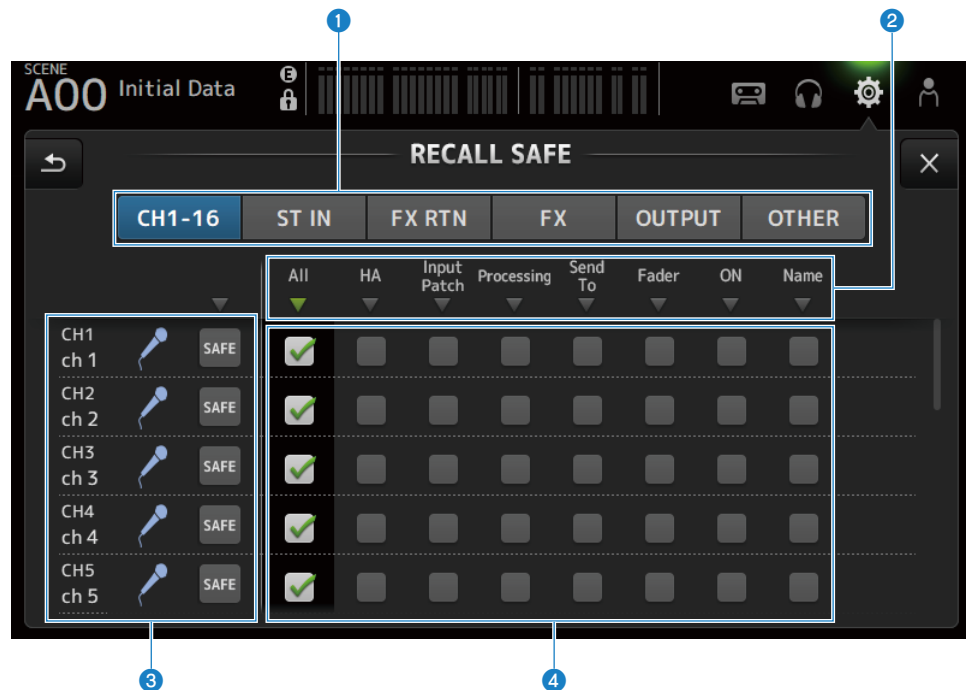 1 2
SCENE
A00 Initial Data E
RECALL SAFE
CH1-16 ST IN FX RTN FX OUTPUT OTHER
All HA Input Patch Processing Send To Fader ON Name
CH1
ch 1 SAFE
CH2
ch 2 SAFE
CH3
ch 3 SAFE
CH4
ch 4 SAFE
CH5
ch 5 SAFE
3 4